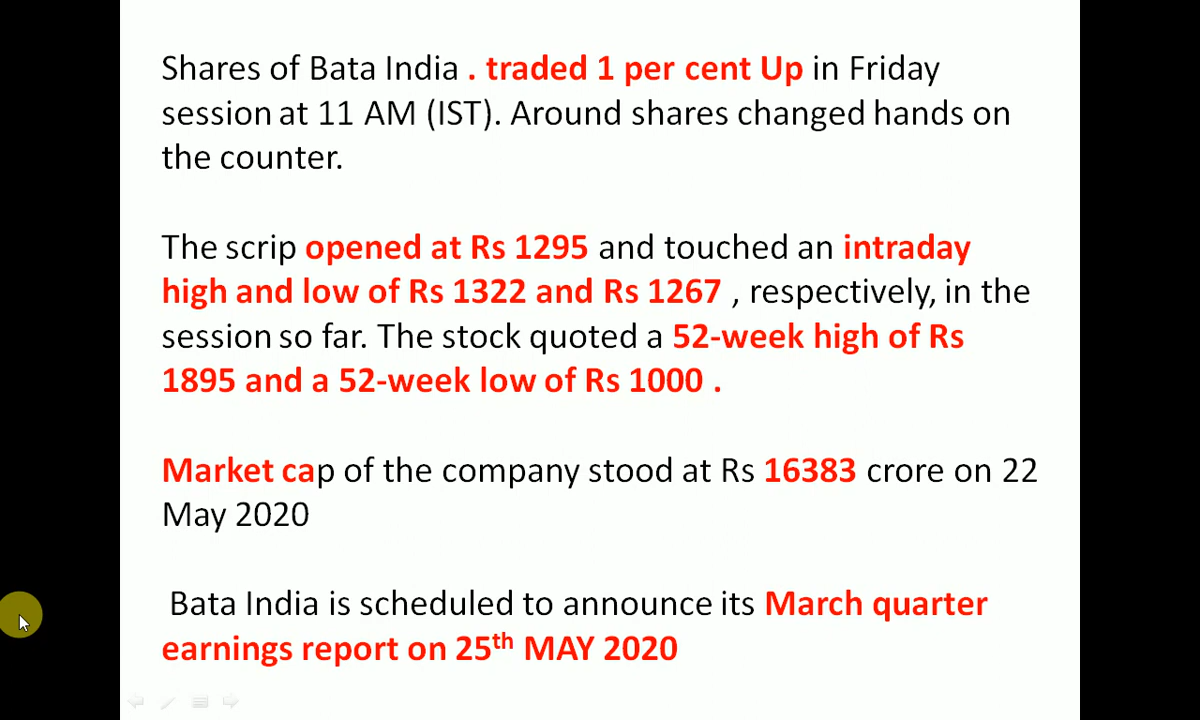 Shares of Bata India . traded 1 per cent Up in Friday
session at 11 AM (IST). Around shares changed hands on
the counter.
The scrip opened at Rs 1295 and touched an intraday
high and low of Rs 1322 and Rs 1267 , respectively, in the
session so far. The stock quoted a 52-week high of Rs
1895 and a 52-week low of Rs 1000 .
Market cap of the company stood at Rs 16383 crore on 22
May 2020
Bata India is scheduled to announce its March quarter
earnings report on 25th MAY 2020